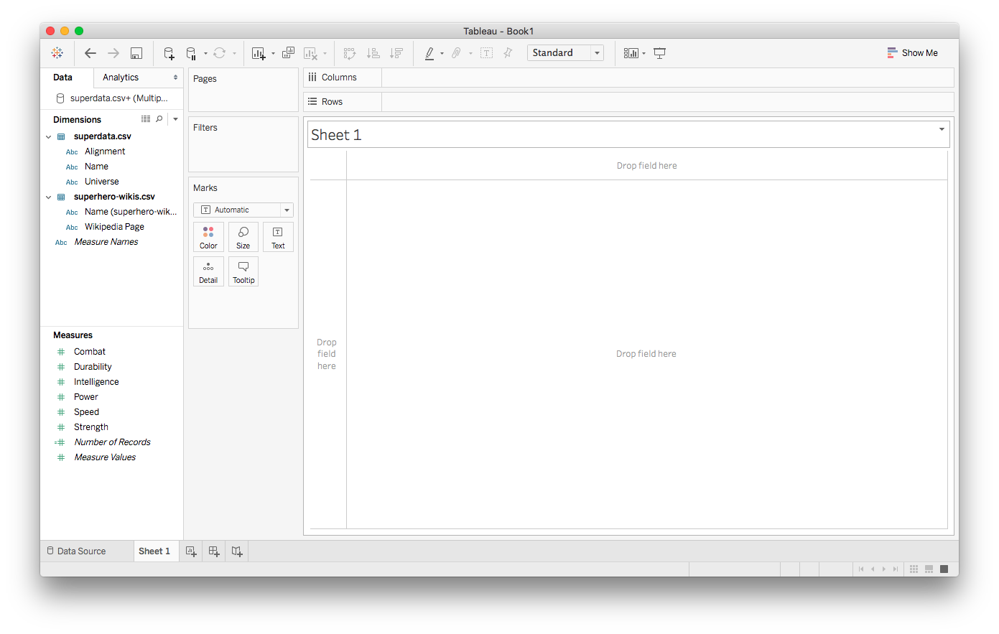 Tableau - Book1
Standard
Show Me
Data
Analytics
superdata.csv+ (Multip...
Dimensions
superdata.csv
Abc Alignment
Abc Name
Abc Universe
superhero-wikis.csv
Abc Name (superhero-wik...
Abc Wikipedia Page
Abc Measure Names
Measures
Combat
Durability
Intelligence
Power
Speed
Strength
Number of Records
Measure Values
Pages
Filters
Marks
T Automatic
Color
Size
T Text
Detail
Tooltip
Columns
Rows
Sheet 1
Drop field here
Drop
field
here
Drop field here
Data Source
Sheet 1